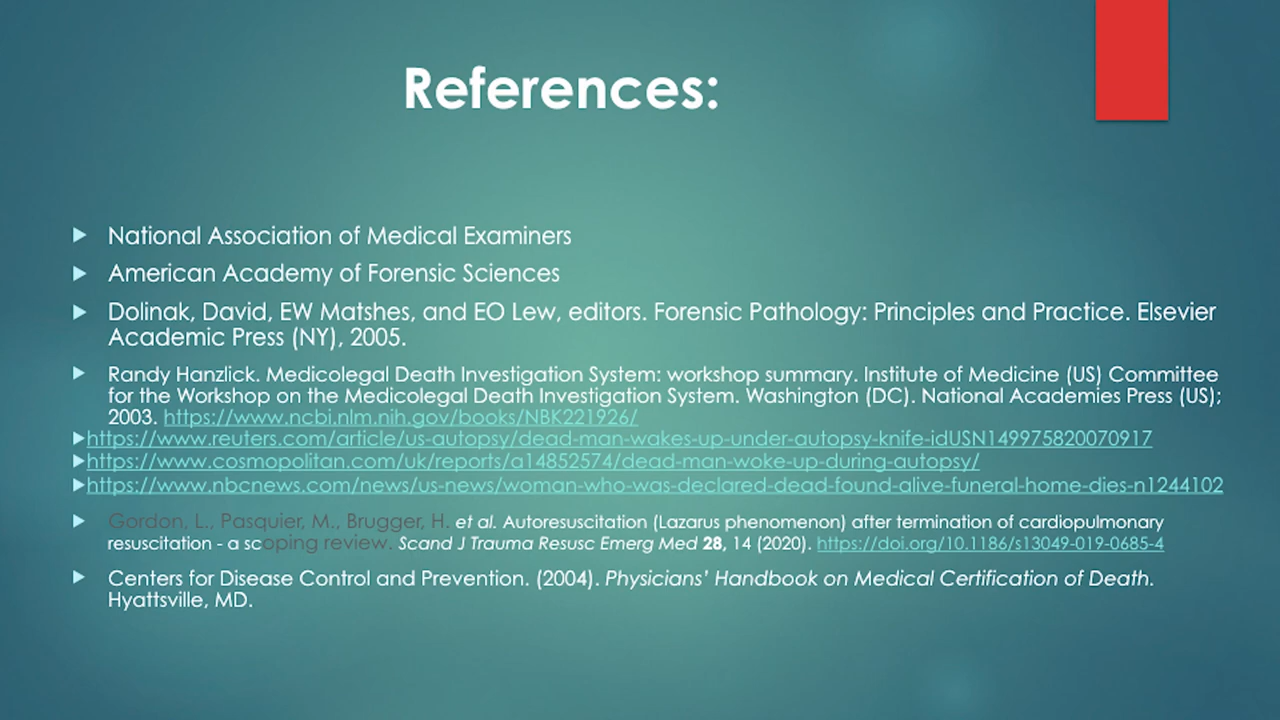 References:
National Association of Medical Examiners
American Academy of Forensic Sciences
Dolinak, David, EW Matshes, and EO Lew, editors. Forensic Pathology: Principles and Practice. Elsevier
Academic Press (NY), 2005.
Randy Hanzlick. Medicolegal Death Investigation System: workshop summary. Institute of Medicine (US) Committee
for the Workshop on the Medicolegal Death Investigation System. Washington (DC). National Academies Press (US);
2003. https://www.ncbi.nlm.nih.gov/books/NBK221926/
https://www.reuters.com/article/us-autopsy/dead-man-wakes-up-under-autopsy-knife-idUSN149975820070917
https://www.cosmopolitan.com/uk/reports/a14852574/dead-man-woke-up-during-autopsy/
https://www.nbcnews.com/news/us-news/woman-who-was-declared-dead-found-alive-funeral-home-dies-n1244102
Gordon, L., Pasquier, M., Brugger, H. et al. Autoresuscitation (Lazarus phenomenon) after termination of cardiopulmonary
resuscitation - a scoping review. Scand J Trauma Resusc Emerg Med 28, 14 (2020). https://doi.org/10.1186/s13049-019-0685-4
Centers for Disease Control and Prevention. (2004). Physicians’ Handbook on Medical Certification of Death.
Hyattsville, MD.